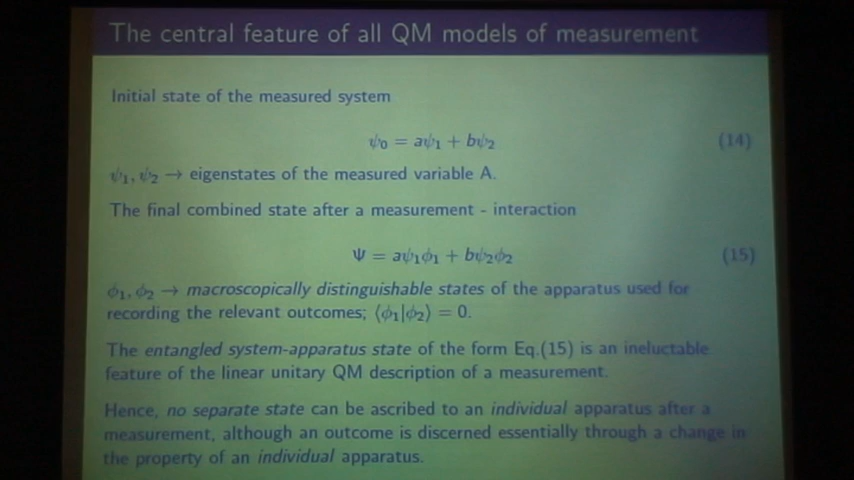 The central feature of all QM models of measurement
Initial state of the measured system
ψ₀ = aψ₁ + bψ₂ (14)
ψ₁, ψ₂ → eigenstates of the measured variable A.
The final combined state after a measurement - interaction
Ψ = aψ₁ϕ₁ + bψ₂ϕ₂ (15)
ϕ₁, ϕ₂ → macroscopically distinguishable states of the apparatus used for
recording the relevant outcomes; ⟨ϕ₁|ϕ₂⟩ = 0.
The entangled system-apparatus state of the form Eq.(15) is an ineluctable
feature of the linear unitary QM description of a measurement.
Hence, no separate state can be ascribed to an individual apparatus after a
measurement, although an outcome is discerned essentially through a change in
the property of an individual apparatus.